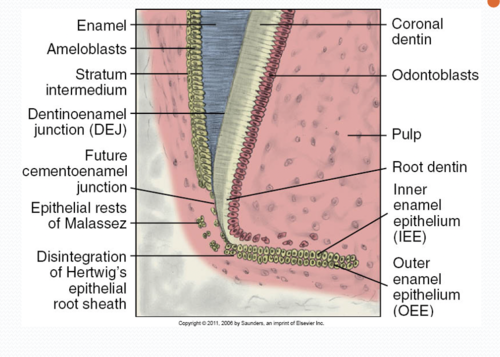 Enamel
Ameloblasts
Stratum
intermedium
Dentinoenamel
junction (DEJ)
Future
cementoenamel
junction
Epithelial rests
of Malassez
Disintegration
of Hertwig's
epithelial
root sheath
Coronal
dentin
Odontoblasts
Pulp
Root dentin
Inner
enamel
epithelium
(IEE)
Outer
enamel
epithelium
(OEE)
Copyright © 2011, 2006 by Saunders, an imprint of Elsevier Inc.